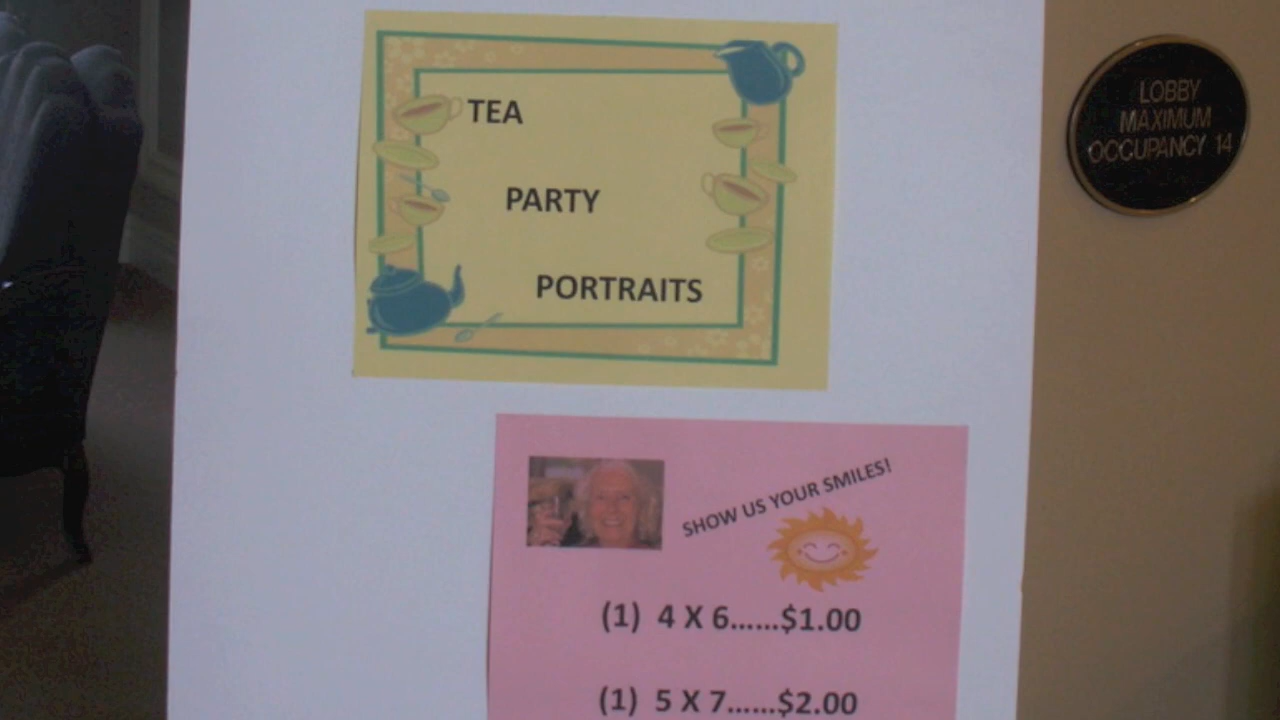 TEA
PARTY
PORTRAITS
LOBBY
MAXIMUM
OCCUPANCY 14
SHOW US YOUR SMILES!
(1) 4 X 6......$1.00
(1) 5 X 7......$2.00